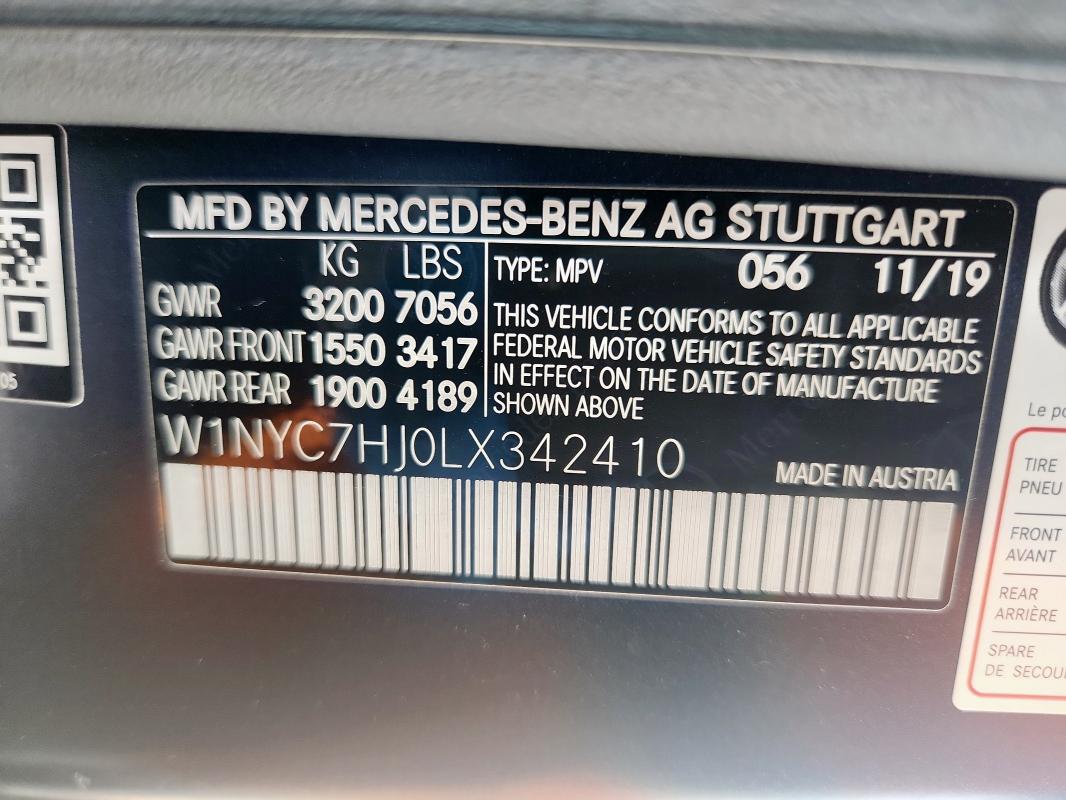 MFD BY MERCEDES-BENZ AG STUTTGART
KG LBS
GVWR 3200 7056
GAWR FRONT 1550 3417
GAWR REAR 1900 4189
TYPE: MPV 056 11/19
THIS VEHICLE CONFORMS TO ALL APPLICABLE
FEDERAL MOTOR VEHICLE SAFETY STANDARDS
IN EFFECT ON THE DATE OF MANUFACTURE
SHOWN ABOVE
W1NYC7HJ0LX342410
MADE IN AUSTRIA
05
Le
TIRE
PNEU
FRONT
AVANT
REAR
ARRIÈRE
SPARE
DE SECOU